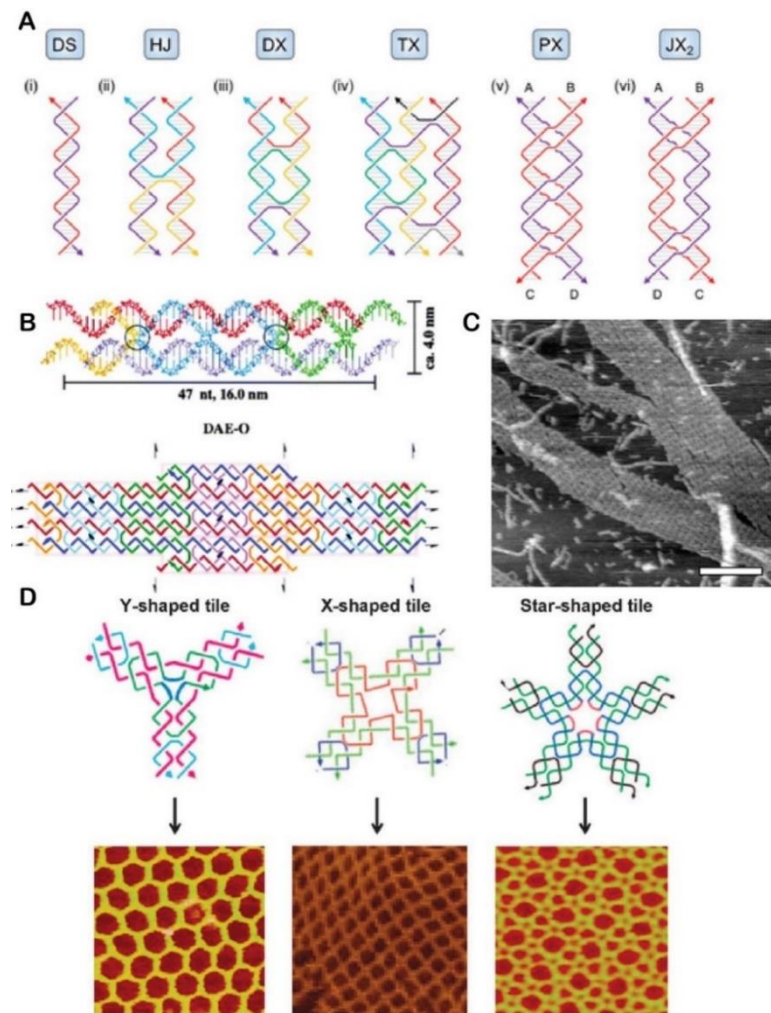 A
DS HJ DX TX PX JX₂
(i) (ii) (iii) (iv) (v) A B (vi) A B
C D D C
B
ca. 4.0 nm
47 nt, 16.0 nm
DAE-O
C
D
Y-shaped tile X-shaped tile Star-shaped tile